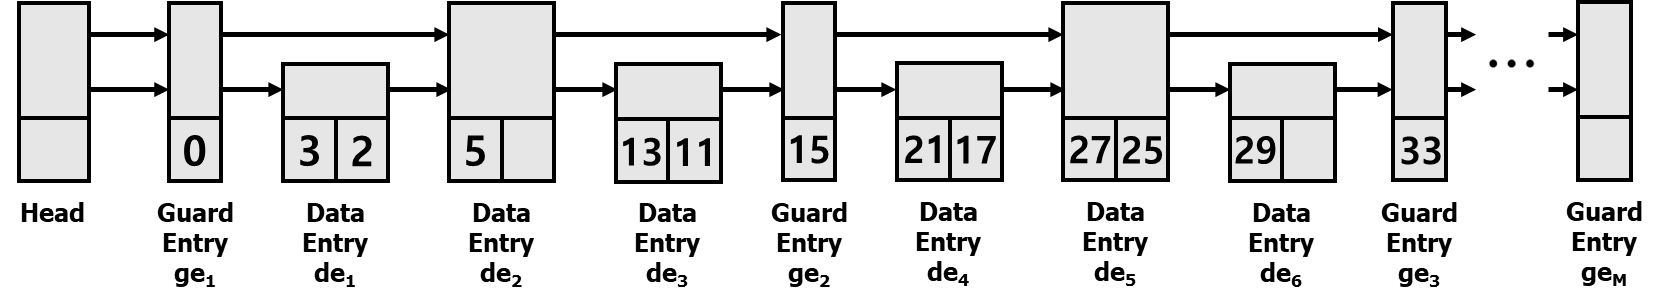 0 3 2 5 13 11 15 21 17 27 25 29 33 ...
Head Guard Data Data Data Guard Data Data Data Guard Guard
Entry Entry Entry Entry Entry Entry Entry Entry Entry Entry
ge1 de1 de2 de3 ge2 de4 de5 de6 ge3 geM